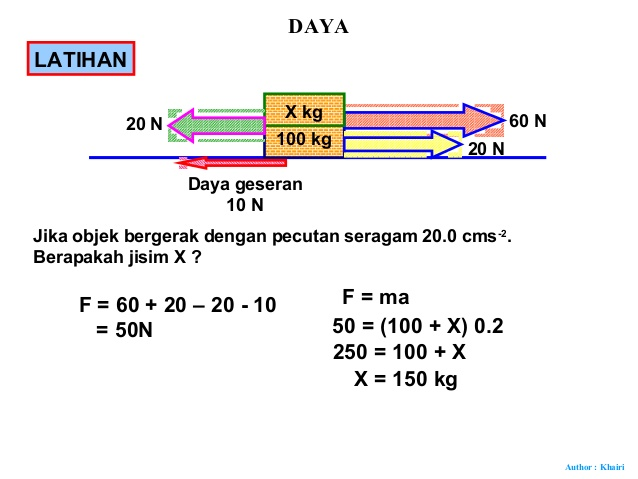 DAYA
LATIHAN
X kg
20 N
60 N
100 kg
20 N
Daya geseran
10 N
Jika objek bergerak dengan pecutan seragam 20.0 cms⁻².
Berapakah jisim X ?
F = 60 + 20 – 20 - 10
= 50N
F = ma
50 = (100 + X) 0.2
250 = 100 + X
X = 150 kg
Author : Khairi